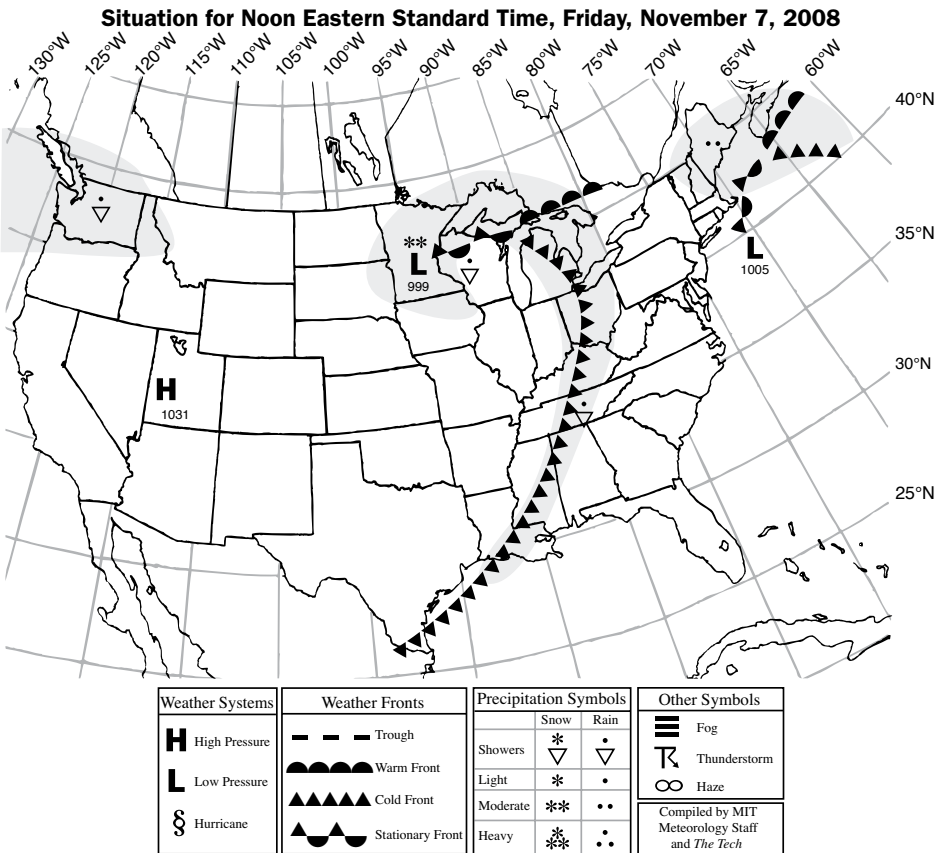 Situation for Noon Eastern Standard Time, Friday, November 7, 2008
130°W 125°W 120°W 115°W 110°W 105°W 100°W 95°W 90°W 85°W 80°W 75°W 70°W 65°W 60°W
40°N
35°N
30°N
25°N
L
1005
L
999
H
1031
Weather Systems
H High Pressure
L Low Pressure
§ Hurricane
Weather Fronts
Trough
Warm Front
Cold Front
Stationary Front
Precipitation Symbols
Snow Rain
Showers
Light
Moderate
Heavy
Other Symbols
Fog
Thunderstorm
Haze
Compiled by MIT
Meteorology Staff
and The Tech